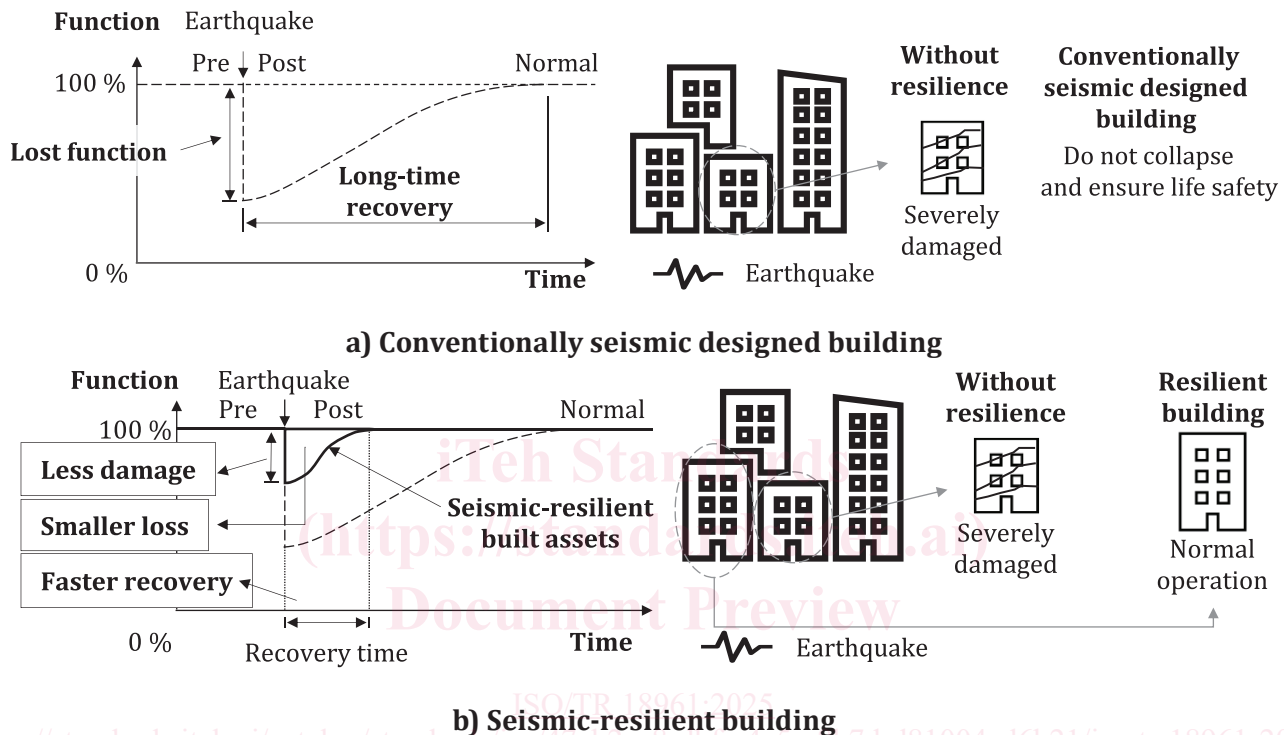 Function Earthquake
Pre Post Normal
100 %
Lost function
Long-time
recovery
0 %
Time
Without
resilience
Severely
damaged
Conventionally
seismic designed
building
Do not collapse
and ensure life safety
Earthquake
a) Conventionally seismic designed building
Function Earthquake
Pre Post Normal
100 %
Less damage
Smaller loss
Faster recovery
Seismic-resilient
built assets
0 %
Recovery time
Time
Without
resilience
Severely
damaged
Resilient
building
Normal
operation
Earthquake
iTeh Standards
(https://standards.iteh.ai)
Document Preview
ISO/TR 18961:2025
b) Seismic-resilient building